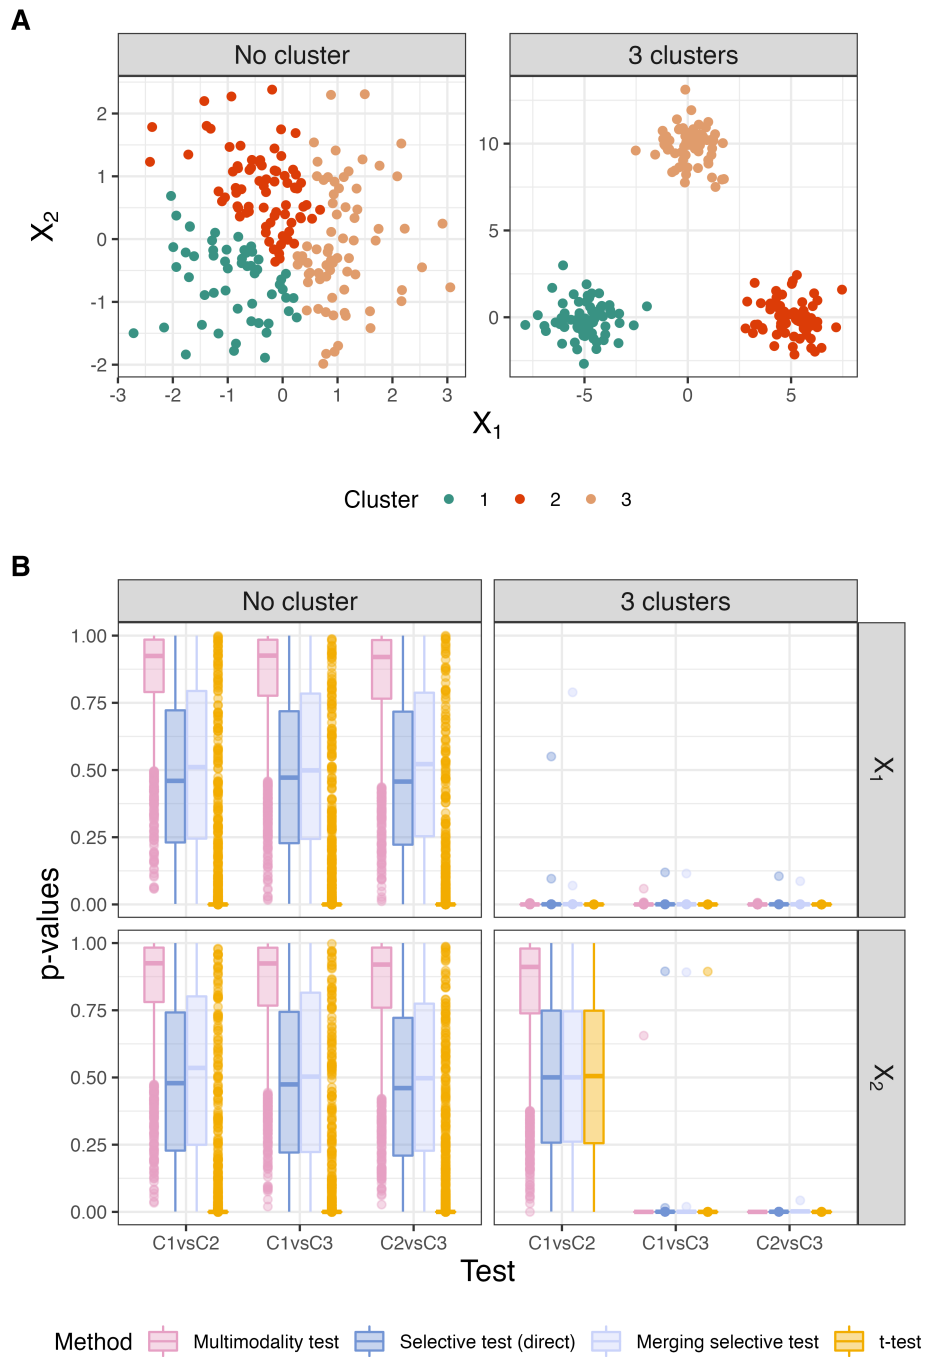 A
No cluster
3 clusters
2
1
0
-1
-2
10
5
0
X2
-3 -2 -1 0 1 2 3
-5 0 5
X1
Cluster 1 2 3
B
No cluster
3 clusters
1.00
0.75
0.50
0.25
0.00
X1
p-values
1.00
0.75
0.50
0.25
0.00
X2
C1vsC2 C1vsC3 C2vsC3
C1vsC2 C1vsC3 C2vsC3
Test
Method Multimodality test Selective test (direct) Merging selective test t-test